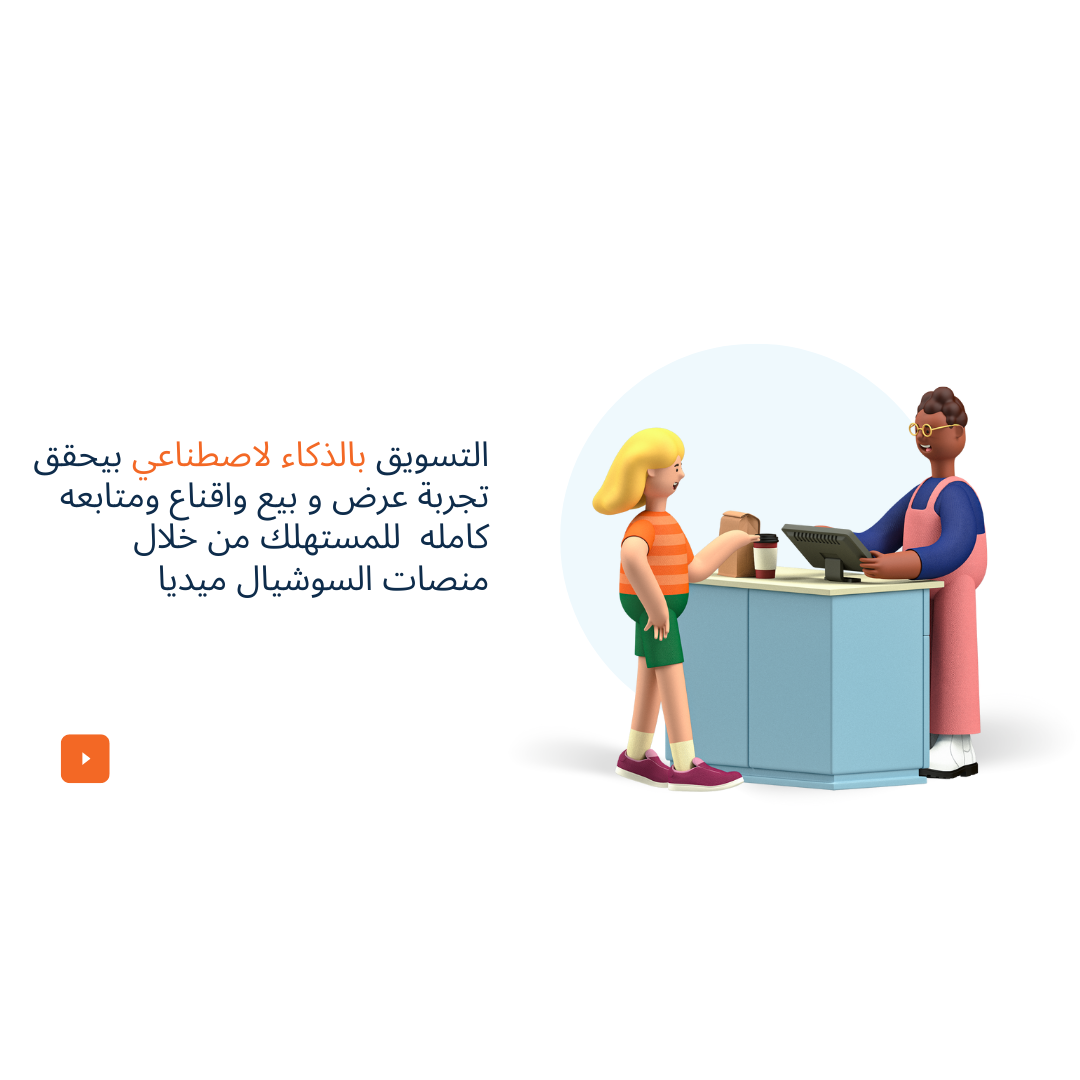 التسويق بالذكاء لاصطناعي بيحقق
تجربة عرض و بيع واقناع ومتابعه
كامله للمستهلك من خلال
منصات السوشيال ميديا